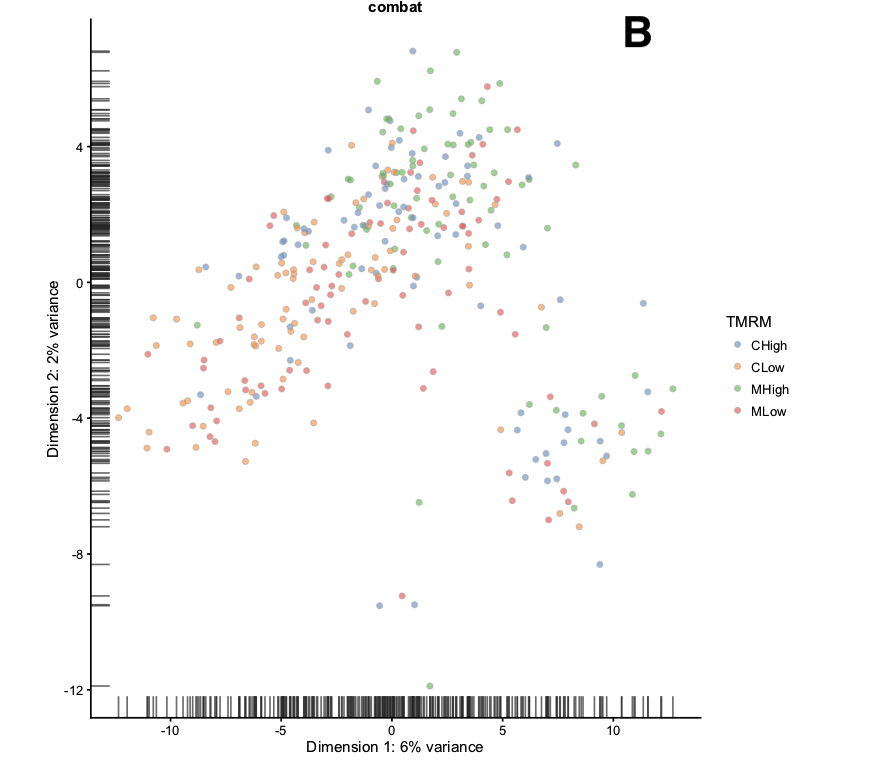 combat
B
4
0
-4
-8
-12
Dimension 2: 2% variance
-10
-5
0
5
10
Dimension 1: 6% variance
TMRM
CHigh
CLow
MHigh
MLow